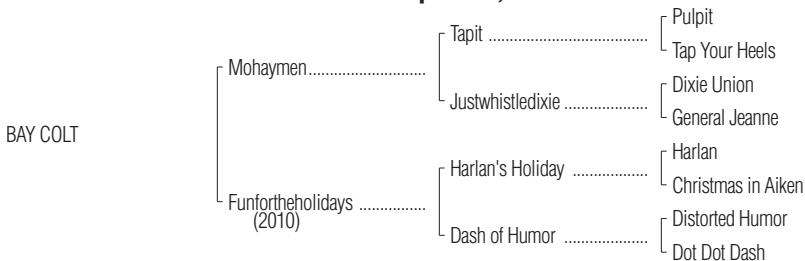 Pulpit
Tapit ........................................
Tap Your Heels
Mohaymen.............................
Dixie Union
Justwhistledixie ....................
General Jeanne
BAY COLT
Harlan
Harlan's Holiday ..................
Christmas in Aiken
Funfortheholidays ................
(2010)
Distorted Humor
Dash of Humor ....................
Dot Dot Dash